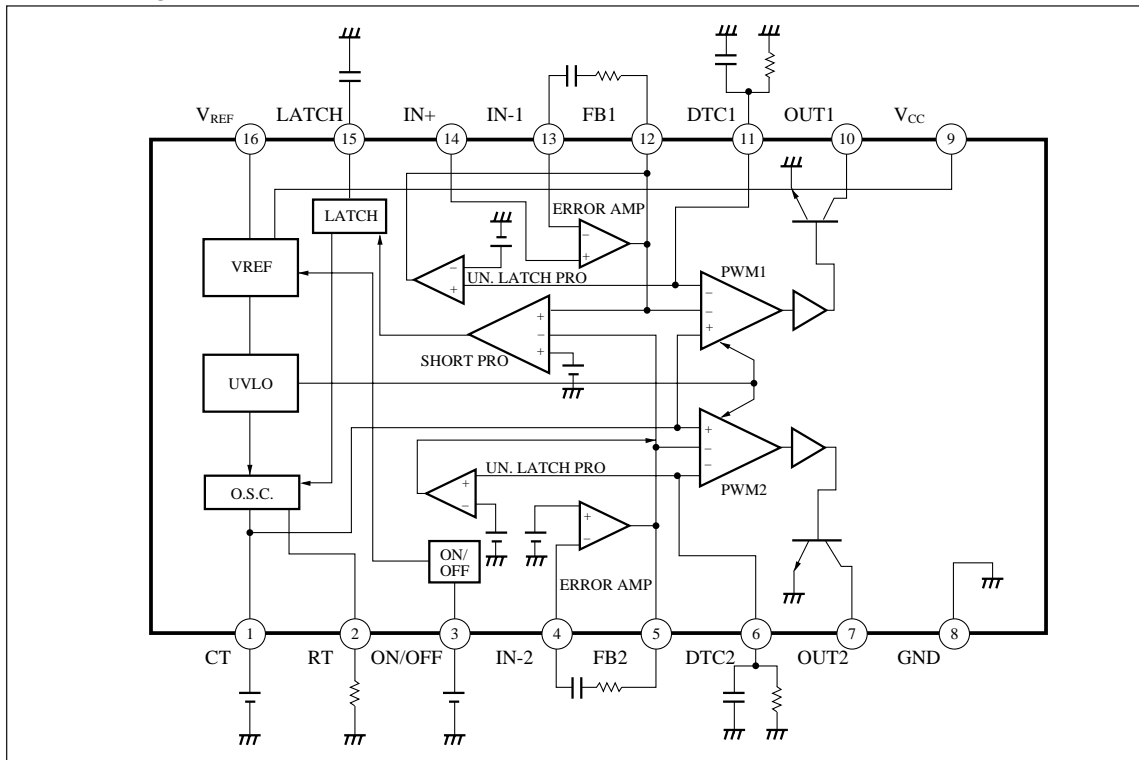 V_REF LATCH IN+ IN-1 FB1 DTC1 OUT1 V_CC
16 15 14 13 12 11 10 9
LATCH
ERROR AMP
VREF
UN. LATCH PRO
PWM1
SHORT PRO
UVLO
UN. LATCH PRO
PWM2
O.S.C.
ON/
OFF
ERROR AMP
1 2 3 4 5 6 7 8
CT RT ON/OFF IN-2 FB2 DTC2 OUT2 GND